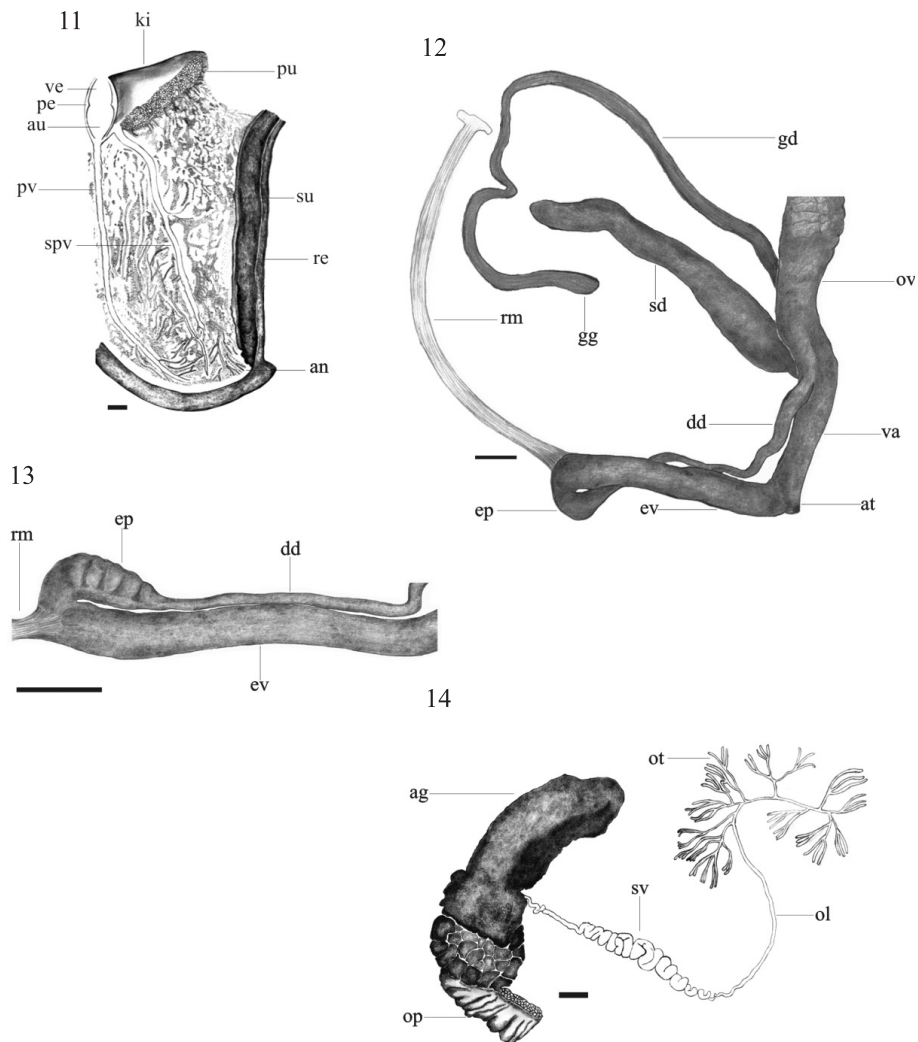 11
ki
pu
ve
pe
au
pv
su
spv
re
an
12
gd
ov
sd
rm
gg
dd
va
ep
ev
at
13
rm
ep
dd
ev
14
ot
ag
sv
ol
op